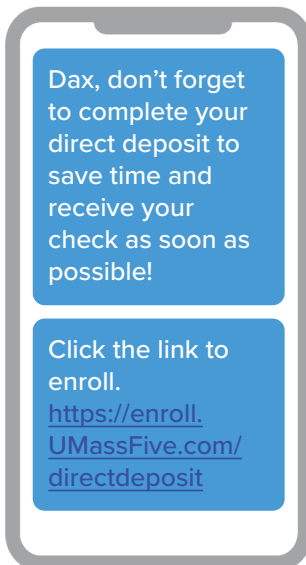 Dax, don’t forget
to complete your
direct deposit to
save time and
receive your
check as soon as
possible!
Click the link to
enroll.
https://enroll.
UMassFive.com/
directdeposit